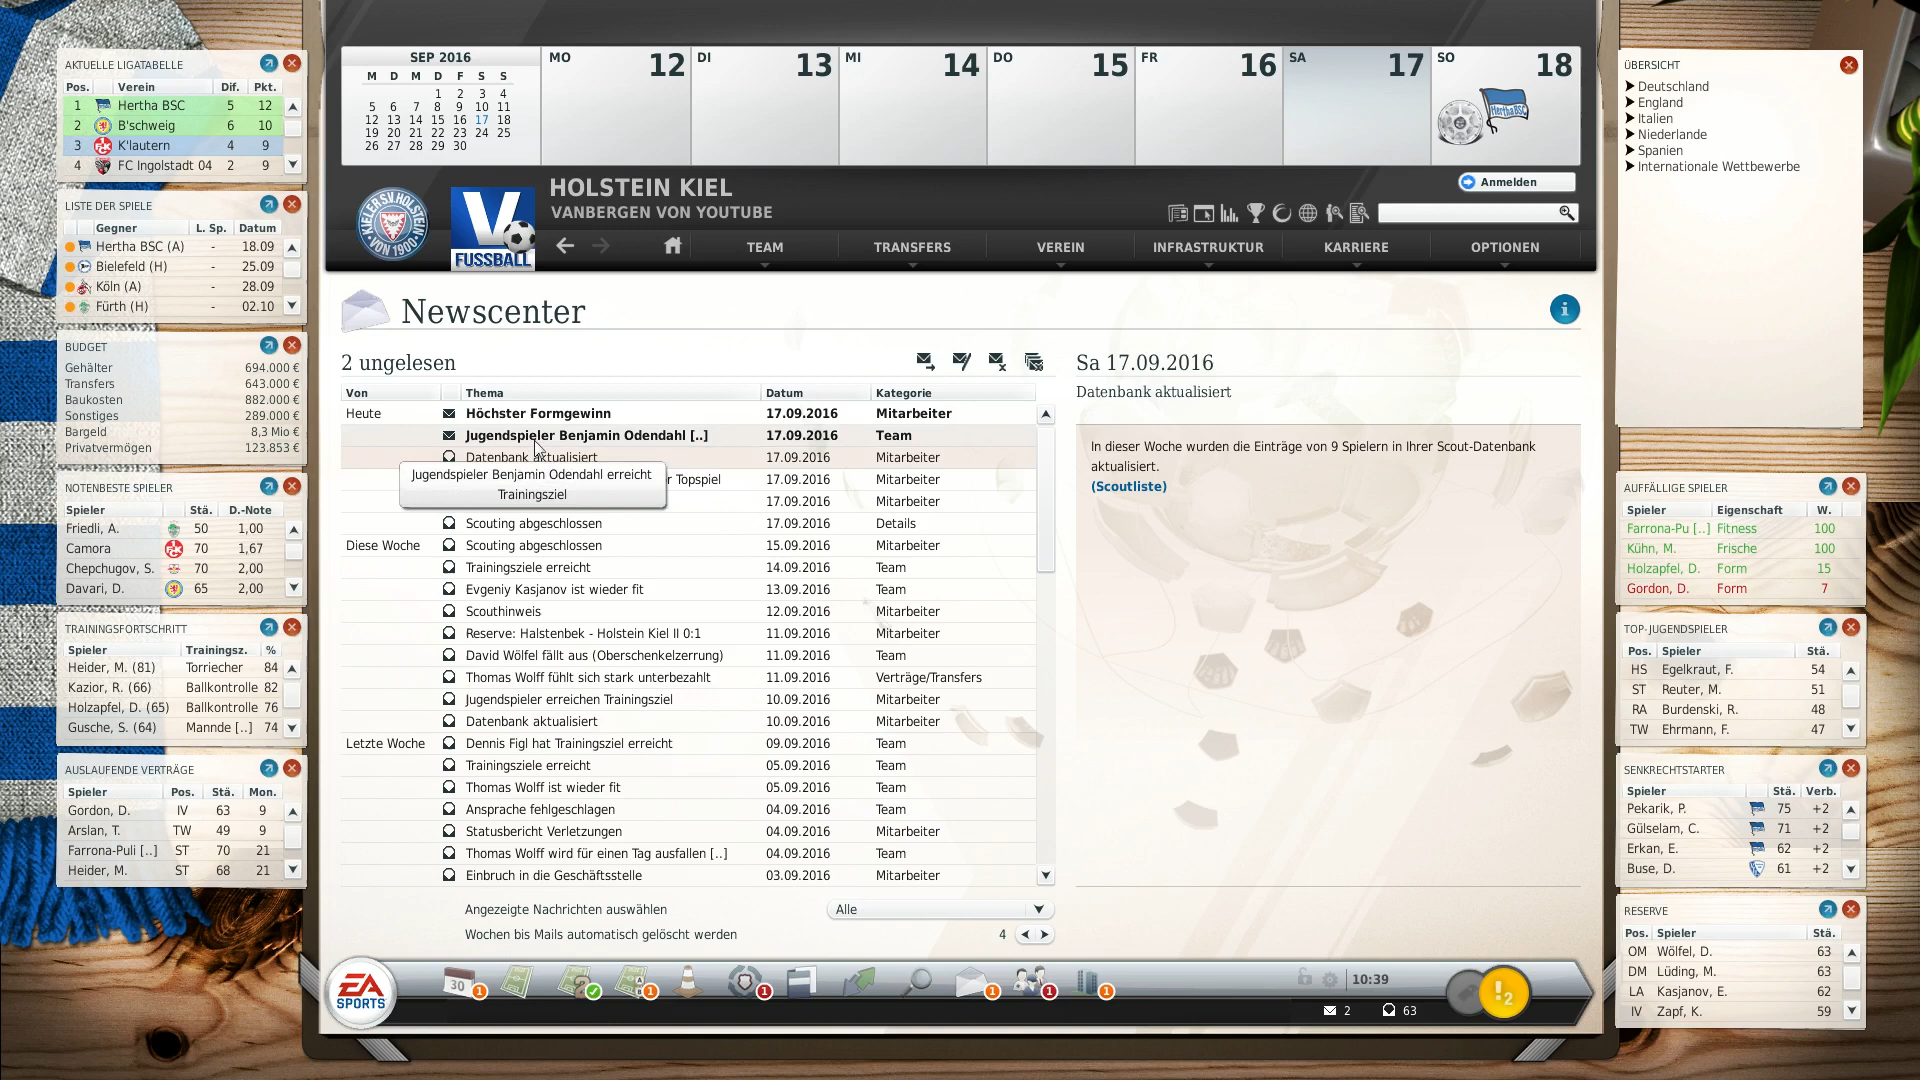 AKTUELLE LIGATABELLE
Pos. Verein Dif. Pkt.
1 Hertha BSC 5 12
2 B'schweig 6 10
3 K'lautern 4 9
4 FC Ingolstadt 04 2 9
LISTE DER SPIELE
Gegner L. Sp. Datum
Hertha BSC (A) - 18.09
Bielefeld (H) - 25.09
Köln (A) - 28.09
Fürth (H) - 02.10
BUDGET
Gehälter 694.000 €
Transfers 643.000 €
Baukosten 882.000 €
Sonstiges 289.000 €
Bargeld 8,3 Mio €
Privatvermögen 123.853 €
NOTENBESTE SPIELER
Spieler Stä. D.-Note
Friedli, A. 50 1,00
Camora 70 1,67
Chepchugov, S. 70 2,00
Davari, D. 65 2,00
TRAININGSFORTSCHRITT
Spieler Trainingsz. %
Heider, M. (81) Torriecher 84
Kazior, R. (66) Ballkontrolle 82
Holzapfel, D. (65) Ballkontrolle 76
Gusche, S. (64) Mannde [..] 74
AUSLAUFENDE VERTRÄGE
Spieler Pos. Stä. Mon.
Gordon, D. IV 63 9
Arslan, T. TW 49 9
Farrona-Puli [..] ST 70 21
Heider, M. ST 68 21
SEP 2016
M D M D F S S
1 2 3 4
5 6 7 8 9 10 11
12 13 14 15 16 17 18
19 20 21 22 23 24 25
26 27 28 29 30
MO 12 DI 13 MI 14 DO 15 FR 16 SA 17 SO 18
Hertha BSC
KIELER S.V. HOLSTEIN
VON 1900
V
FUSSBALL
HOLSTEIN KIEL
VANBERGEN VON YOUTUBE
Anmelden
TEAM TRANSFERS VEREIN INFRASTRUKTUR KARRIERE OPTIONEN
Newscenter
i
2 ungelesen
Von Thema Datum Kategorie
Heute Höchster Formgewinn 17.09.2016 Mitarbeiter
Jugendspieler Benjamin Odendahl [..] 17.09.2016 Team
Datenbank aktualisiert 17.09.2016 Mitarbeiter
Jugendspieler Benjamin Odendahl erreicht
Trainingsziel
r Topspiel 17.09.2016 Mitarbeiter
17.09.2016 Mitarbeiter
Scouting abgeschlossen 17.09.2016 Details
Diese Woche Scouting abgeschlossen 15.09.2016 Mitarbeiter
Trainingsziele erreicht 14.09.2016 Team
Evgeniy Kasjanov ist wieder fit 13.09.2016 Team
Scouthinweis 12.09.2016 Mitarbeiter
Reserve: Halstenbek - Holstein Kiel II 0:1 11.09.2016 Mitarbeiter
David Wölfel fällt aus (Oberschenkelzerrung) 11.09.2016 Team
Thomas Wolff fühlt sich stark unterbezahlt 11.09.2016 Verträge/Transfers
Jugendspieler erreichen Trainingsziel 10.09.2016 Mitarbeiter
Datenbank aktualisiert 10.09.2016 Mitarbeiter
Letzte Woche Dennis Figl hat Trainingsziel erreicht 09.09.2016 Team
Trainingsziele erreicht 05.09.2016 Team
Thomas Wolff ist wieder fit 05.09.2016 Team
Ansprache fehlgeschlagen 04.09.2016 Team
Statusbericht Verletzungen 04.09.2016 Mitarbeiter
Thomas Wolff wird für einen Tag ausfallen [..] 04.09.2016 Team
Einbruch in die Geschäftsstelle 03.09.2016 Mitarbeiter
Angezeigte Nachrichten auswählen Alle
Wochen bis Mails automatisch gelöscht werden 4
Sa 17.09.2016
Datenbank aktualisiert
In dieser Woche wurden die Einträge von 9 Spielern in Ihrer Scout-Datenbank
aktualisiert.
(Scoutliste)
EA
SPORTS
30 1 1 1 1 1 1
10:39
2 63
!2
ÜBERSICHT
Deutschland
England
Italien
Niederlande
Spanien
Internationale Wettbewerbe
AUFFÄLLIGE SPIELER
Spieler Eigenschaft W.
Farrona-Pu [..] Fitness 100
Kühn, M. Frische 100
Holzapfel, D. Form 15
Gordon, D. Form 7
TOP-JUGENDSPIELER
Pos. Spieler Stä.
HS Egelkraut, F. 54
ST Reuter, M. 51
RA Burdenski, R. 48
TW Ehrmann, F. 47
SENKRECHTSTARTER
Spieler Stä. Verb.
Pekarik, P. 75 +2
Gülselam, C. 71 +2
Erkan, E. 62 +2
Buse, D. 61 +2
RESERVE
Pos. Spieler Stä.
OM Wölfel, D. 63
DM Lüding, M. 63
LA Kasjanov, E. 62
IV Zapf, K. 59